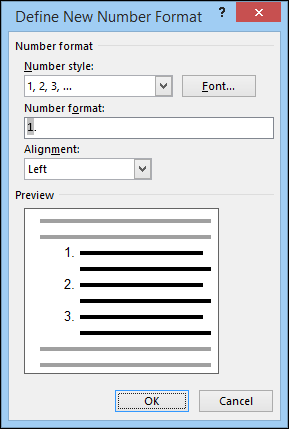 Define New Number Format ? ×
Number format
Number style:
1, 2, 3, ... Font...
Number format:
1.
Alignment:
Left
Preview
1.
2.
3.
OK Cancel